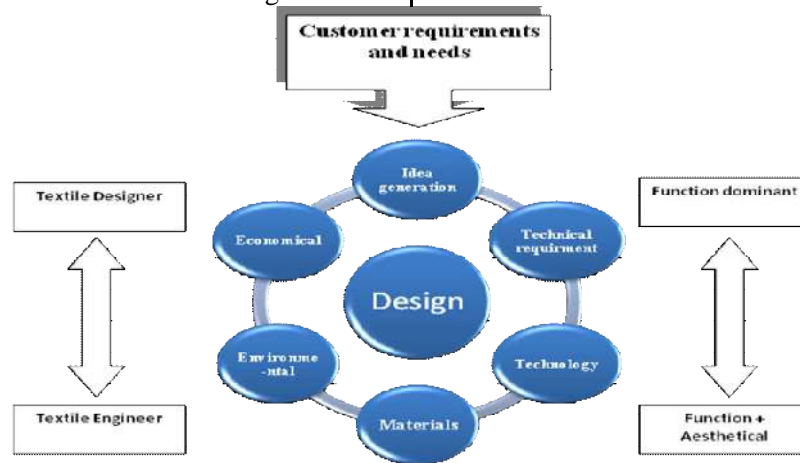 Customer requirements
and needs
Idea
generation
Textile Designer
Function dominant
Economical
Technical
requirment
Design
Environme
-ntal
Technology
Textile Engineer
Materials
Function +
Aesthetical